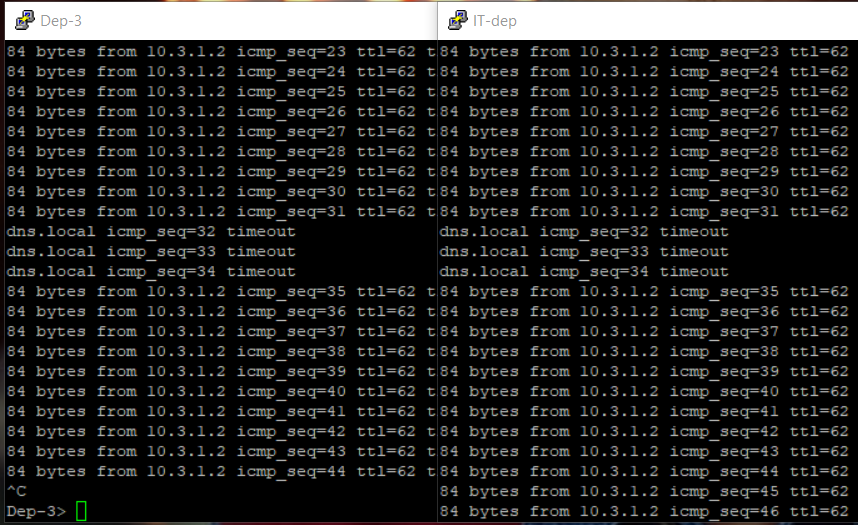 Dep-3
84 bytes from 10.3.1.2 icmp_seq=23 ttl=62 t
84 bytes from 10.3.1.2 icmp_seq=24 ttl=62 t
84 bytes from 10.3.1.2 icmp_seq=25 ttl=62 t
84 bytes from 10.3.1.2 icmp_seq=26 ttl=62 t
84 bytes from 10.3.1.2 icmp_seq=27 ttl=62 t
84 bytes from 10.3.1.2 icmp_seq=28 ttl=62 t
84 bytes from 10.3.1.2 icmp_seq=29 ttl=62 t
84 bytes from 10.3.1.2 icmp_seq=30 ttl=62 t
84 bytes from 10.3.1.2 icmp_seq=31 ttl=62 t
dns.local icmp_seq=32 timeout
dns.local icmp_seq=33 timeout
dns.local icmp_seq=34 timeout
84 bytes from 10.3.1.2 icmp_seq=35 ttl=62 t
84 bytes from 10.3.1.2 icmp_seq=36 ttl=62 t
84 bytes from 10.3.1.2 icmp_seq=37 ttl=62 t
84 bytes from 10.3.1.2 icmp_seq=38 ttl=62 t
84 bytes from 10.3.1.2 icmp_seq=39 ttl=62 t
84 bytes from 10.3.1.2 icmp_seq=40 ttl=62 t
84 bytes from 10.3.1.2 icmp_seq=41 ttl=62 t
84 bytes from 10.3.1.2 icmp_seq=42 ttl=62 t
84 bytes from 10.3.1.2 icmp_seq=43 ttl=62 t
84 bytes from 10.3.1.2 icmp_seq=44 ttl=62 t
^C
Dep-3>
IT-dep
84 bytes from 10.3.1.2 icmp_seq=23 ttl=62
84 bytes from 10.3.1.2 icmp_seq=24 ttl=62
84 bytes from 10.3.1.2 icmp_seq=25 ttl=62
84 bytes from 10.3.1.2 icmp_seq=26 ttl=62
84 bytes from 10.3.1.2 icmp_seq=27 ttl=62
84 bytes from 10.3.1.2 icmp_seq=28 ttl=62
84 bytes from 10.3.1.2 icmp_seq=29 ttl=62
84 bytes from 10.3.1.2 icmp_seq=30 ttl=62
84 bytes from 10.3.1.2 icmp_seq=31 ttl=62
dns.local icmp_seq=32 timeout
dns.local icmp_seq=33 timeout
dns.local icmp_seq=34 timeout
84 bytes from 10.3.1.2 icmp_seq=35 ttl=62
84 bytes from 10.3.1.2 icmp_seq=36 ttl=62
84 bytes from 10.3.1.2 icmp_seq=37 ttl=62
84 bytes from 10.3.1.2 icmp_seq=38 ttl=62
84 bytes from 10.3.1.2 icmp_seq=39 ttl=62
84 bytes from 10.3.1.2 icmp_seq=40 ttl=62
84 bytes from 10.3.1.2 icmp_seq=41 ttl=62
84 bytes from 10.3.1.2 icmp_seq=42 ttl=62
84 bytes from 10.3.1.2 icmp_seq=43 ttl=62
84 bytes from 10.3.1.2 icmp_seq=44 ttl=62
84 bytes from 10.3.1.2 icmp_seq=45 ttl=62
84 bytes from 10.3.1.2 icmp_seq=46 ttl=62